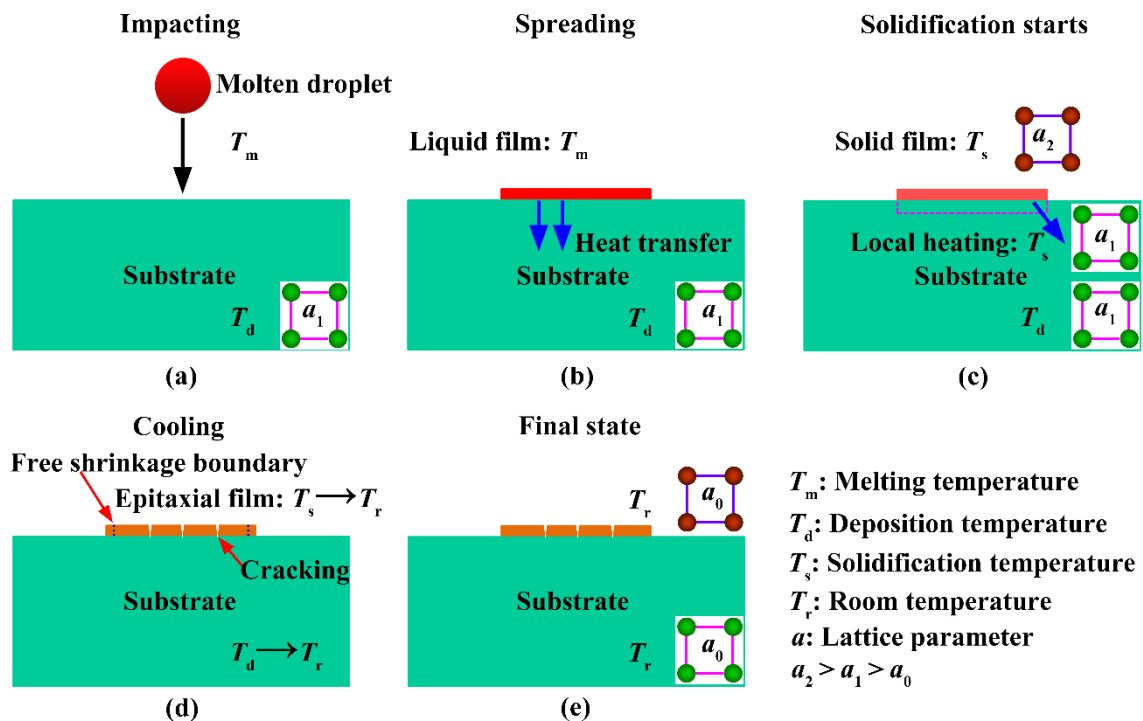 Impacting
Molten droplet
Tm
Substrate
Td
a1
(a)
Spreading
Liquid film: Tm
Heat transfer
Substrate
Td
a1
(b)
Solidification starts
Solid film: Ts
a2
Local heating: Ts
a1
Substrate
Td
a1
(c)
Cooling
Free shrinkage boundary
Epitaxial film: Ts → Tr
Cracking
Substrate
Td → Tr
(d)
Final state
Tr
a0
Substrate
Tr
a0
(e)
Tm: Melting temperature
Td: Deposition temperature
Ts: Solidification temperature
Tr: Room temperature
a: Lattice parameter
a2 > a1 > a0